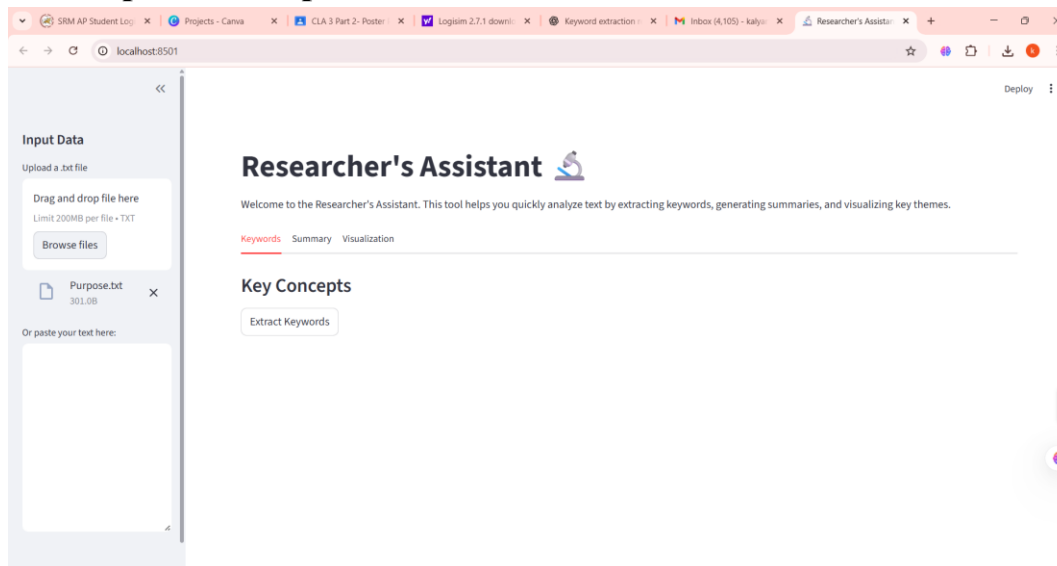 SRM AP Student Log
Projects - Canva
CLA 3 Part 2- Poster
Logisim 2.7.1 downlo
Keyword extraction
Inbox (4,105) - kalya
Researcher's Assistan
localhost:8501
Deploy
Input Data
Upload a .txt file
Drag and drop file here
Limit 200MB per file • TXT
Browse files
Purpose.txt
301.0B
Or paste your text here:
Researcher's Assistant
Welcome to the Researcher's Assistant. This tool helps you quickly analyze text by extracting keywords, generating summaries, and visualizing key themes.
Keywords Summary Visualization
Key Concepts
Extract Keywords